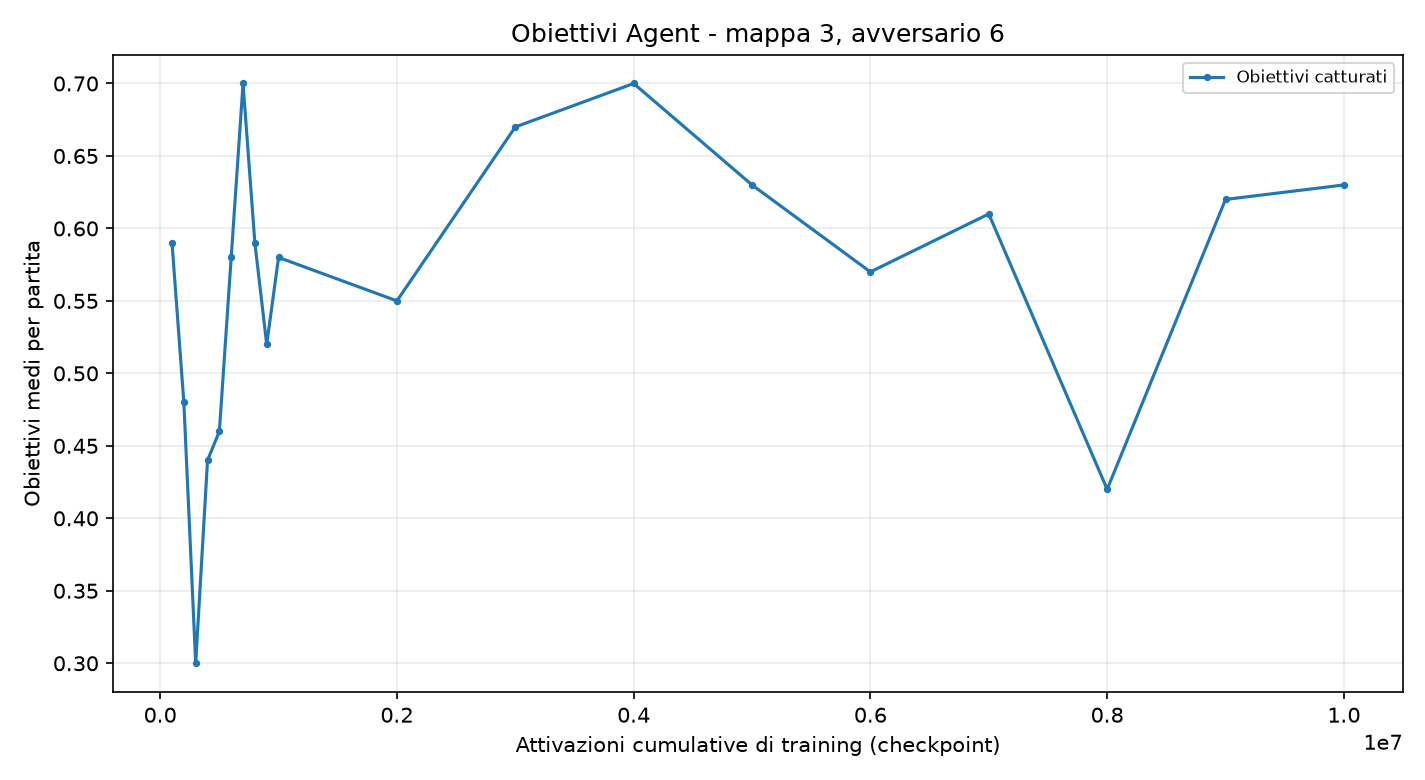 Obiettivi Agent - mappa 3, avversario 6
Obiettivi catturati
Obiettivi medi per partita
0.70
0.65
0.60
0.55
0.50
0.45
0.40
0.35
0.30
0.0 0.2 0.4 0.6 0.8 1.0
1e7
Attivazioni cumulative di training (checkpoint)